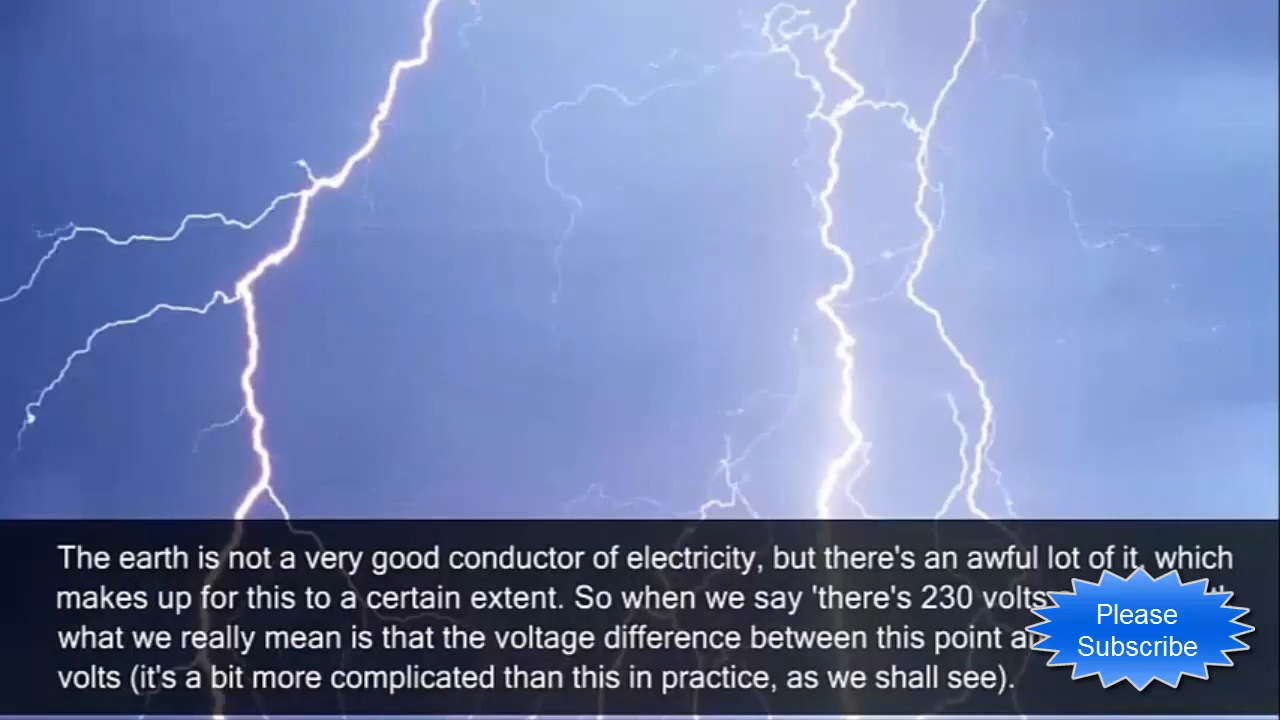 The earth is not a very good conductor of electricity, but there's an awful lot of it, which
makes up for this to a certain extent. So when we say 'there's 230 volts
what we really mean is that the voltage difference between this point
volts (it's a bit more complicated than this in practice, as we shall see).
Please
Subscribe